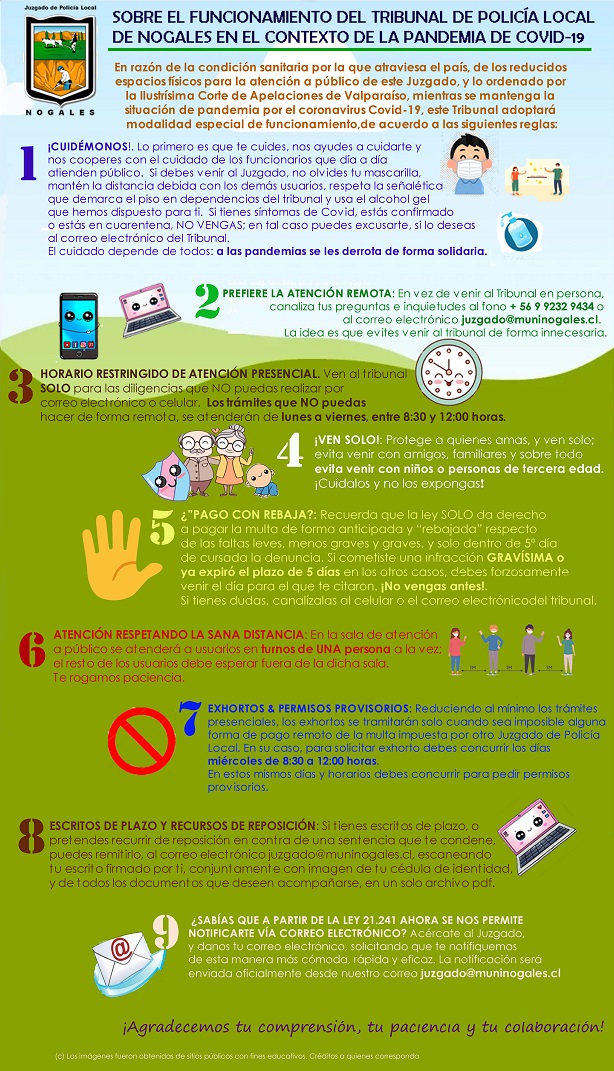 Juzgado de Policía Local
NOGALES
SOBRE EL FUNCIONAMIENTO DEL TRIBUNAL DE POLICÍA LOCAL
DE NOGALES EN EL CONTEXTO DE LA PANDEMIA DE COVID-19
En razón de la condición sanitaria por la que atraviesa el país, de los reducidos
espacios físicos para la atención a público de este Juzgado, y lo ordenado por
la Ilustrísima Corte de Apelaciones de Valparaíso, mientras se mantenga la
situación de pandemia por el coronavirus Covid-19, este Tribunal adoptará
modalidad especial de funcionamiento,de acuerdo a las siguientes reglas:
1
¡CUIDÉMONOS!. Lo primero es que te cuides, nos ayudes a cuidarte y
nos cooperes con el cuidado de los funcionarios que día a día
atienden público. Si debes venir al Juzgado, no olvides tu mascarilla,
mantén la distancia debida con los demás usuarios, respeta la señalética
que demarca el piso en dependencias del tribunal y usa el alcohol gel
que hemos dispuesto para ti. Si tienes síntomas de Covid, estás confirmado
o estás en cuarentena, NO VENGAS; en tal caso puedes excusarte, si lo deseas
al correo electrónico del Tribunal.
El cuidado depende de todos: a las pandemias se les derrota de forma solidaria.
2
PREFIERE LA ATENCIÓN REMOTA: En vez de venir al Tribunal en persona,
canaliza tus preguntas e inquietudes al fono + 56 9 9232 9434 o
al correo electrónico juzgado@muninogales.cl.
La idea es que evites venir al tribunal de forma innecesaria.
3
HORARIO RESTRINGIDO DE ATENCIÓN PRESENCIAL. Ven al tribunal
SOLO para las diligencias que NO puedas realizar por
correo electrónico o celular. Los trámites que NO puedas
hacer de forma remota, se atenderán de lunes a viernes, entre 8:30 y 12:00 horas.
4
¡VEN SOLO!: Protege a quienes amas, y ven solo;
evita venir con amigos, familiares y sobre todo
evita venir con niños o personas de tercera edad.
¡Cuídalos y no los expongas!
5
¿"PAGO CON REBAJA?: Recuerda que la ley SOLO da derecho
a pagar la multa de forma anticipada y "rebajada" respecto
de las faltas leves, menos graves y graves, y solo dentro de 5º día
de cursada la denuncia. Si cometiste una infracción GRAVÍSIMA o
ya expiró el plazo de 5 días en los otros casos, debes forzosamente
venir el día para el que te citaron. ¡No vengas antes!.
Si tienes dudas, canalízalas al celular o el correo electrónicodel tribunal.
6
ATENCIÓN RESPETANDO LA SANA DISTANCIA: En la sala de atención
a público se atenderá a usuarios en turnos de UNA persona a la vez;
el resto de los usuarios debe esperar fuera de la dicha sala.
Te rogamos paciencia.
7
EXHORTOS & PERMISOS PROVISORIOS: Reduciendo al mínimo los trámites
presenciales, los exhortos se tramitarán solo cuando sea imposible alguna
forma de pago remoto de la multa impuesta por otro Juzgado de Policía
Local. En su caso, para solicitar exhorto debes concurrir los días
miércoles de 8:30 a 12:00 horas.
En estos mismos días y horarios debes concurrir para pedir permisos
provisorios.
8
ESCRITOS DE PLAZO Y RECURSOS DE REPOSICIÓN: Si tienes escritos de plazo, o
pretendes recurrir de reposición en contra de una sentencia que te condene,
puedes remitirlo, al correo electrónico juzgado@muninogales.cl, escaneando
tu escrito firmado por ti, conjuntamente con imagen de tu cédula de identidad,
y de todos los documentos que deseen acompañarse, en un solo archivo pdf.
9
¿SABÍAS QUE A PARTIR DE LA LEY 21.241 AHORA SE NOS PERMITE
NOTIFICARTE VÍA CORREO ELECTRÓNICO? Acércate al Juzgado,
y danos tu correo electrónico, solicitando que te notifiquemos
de esta manera más cómoda, rápida y eficaz. La notificación será
enviada oficialmente desde nuestro correo juzgado@muninogales.cl
¡Agradecemos tu comprensión, tu paciencia y tu colaboración!
(c) Las imágenes fueron obtenidas de sitios públicos con fines educativos. Créditos a quienes corresponda